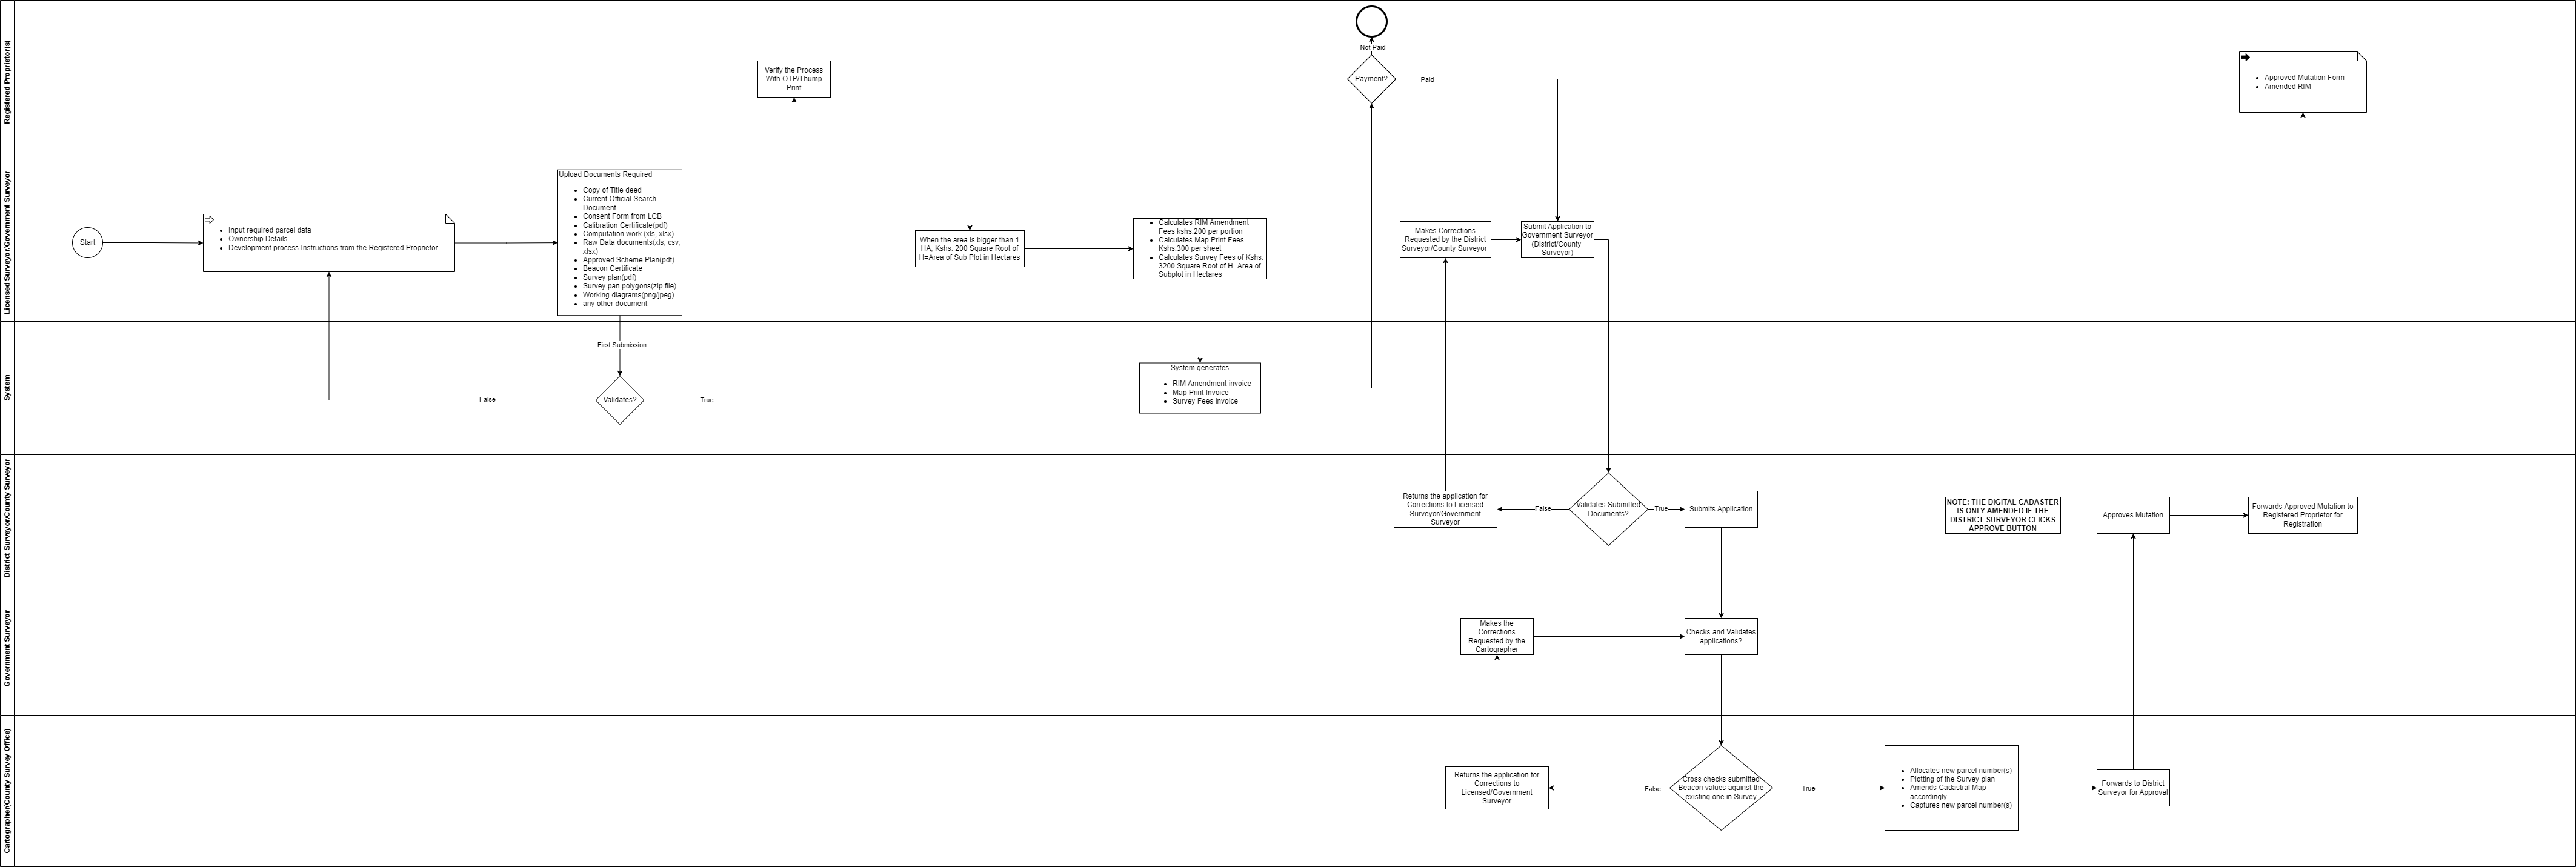 Registered Proprietor(s)
Not Paid
Payment?
Paid
Verify the Process
With OTP/Thump
Print
Approved Mutation Form
Amended RIM
Licensed Surveyor/Government Surveyor
Start
Input required parcel data
Ownership Details
Development process Instructions from the Registered Proprietor
Upload Documents Required
Copy of Title deed
Current Official Search
Document
Consent Form from LCB
Calibration Certificate(pdf)
Computation work (xls, xlsx)
Raw Data documents(xls, csv,
xlsx)
Approved Scheme Plan(pdf)
Beacon Certificate
Survey plan(pdf)
Survey pan polygons(zip file)
Working diagrams(png/jpeg)
any other document
When the area is bigger than 1
HA, Kshs. 200 Square Root of
H=Area of Sub Plot in Hectares
Calculates RIM Amendment
Fees kshs.200 per portion
Calculates Map Print Fees
Kshs.300 per sheet
Calculates Survey Fees of Kshs.
3200 Square Root of H=Area of
Subplot in Hectares
Makes Corrections
Requested by the District
Surveyor/County Surveyor
Submit Application to
Government Surveyor
(District/County
Surveyor)
System
First Submission
Validates?
False
True
System generates
RIM Amendment invoice
Map Print Invoice
Survey Fees invoice
District Surveyor/County Surveyor
Returns the application for
Corrections to Licensed
Surveyor/Government
Surveyor
False
Validates Submitted
Documents?
True
Submits Application
NOTE: THE DIGITAL CADASTER
IS ONLY AMENDED IF THE
DISTRICT SURVEYOR CLICKS
APPROVE BUTTON
Approves Mutation
Forwards Approved Mutation to
Registered Proprietor for
Registration
Government Surveyor
Makes the
Corrections
Requested by the
Cartographer
Checks and Validates
applications?
Cartographer(County Survey Office)
Returns the application for
Corrections to
Licensed/Government
Surveyor
False
Cross checks submitted
Beacon values against the
existing one in Survey
True
Allocates new parcel number(s)
Plotting of the Survey plan
Amends Cadastral Map
accordingly
Captures new parcel number(s)
Forwards to District
Surveyor for Approval